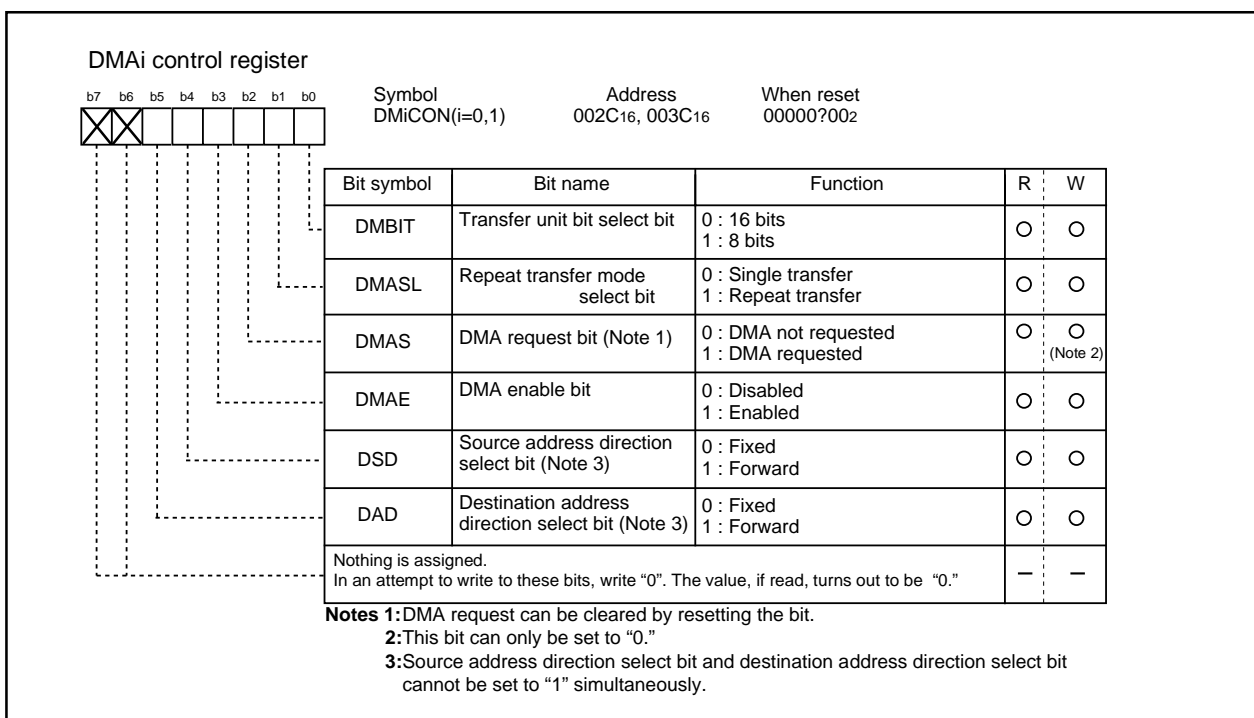 DMAi control register
b7 b6 b5 b4 b3 b2 b1 b0
Symbol Address When reset
DMiCON(i=0,1) 002C16, 003C16 00000?002
Bit symbol Bit name Function R W
DMBIT Transfer unit bit select bit 0 : 16 bits
1 : 8 bits
DMASL Repeat transfer mode
select bit 0 : Single transfer
1 : Repeat transfer
DMAS DMA request bit (Note 1) 0 : DMA not requested
1 : DMA requested
(Note 2)
DMAE DMA enable bit 0 : Disabled
1 : Enabled
DSD Source address direction
select bit (Note 3) 0 : Fixed
1 : Forward
DAD Destination address
direction select bit (Note 3) 0 : Fixed
1 : Forward
Nothing is assigned.
In an attempt to write to these bits, write “0”. The value, if read, turns out to be “0.”
Notes 1:DMA request can be cleared by resetting the bit.
2:This bit can only be set to “0.”
3:Source address direction select bit and destination address direction select bit
cannot be set to “1” simultaneously.